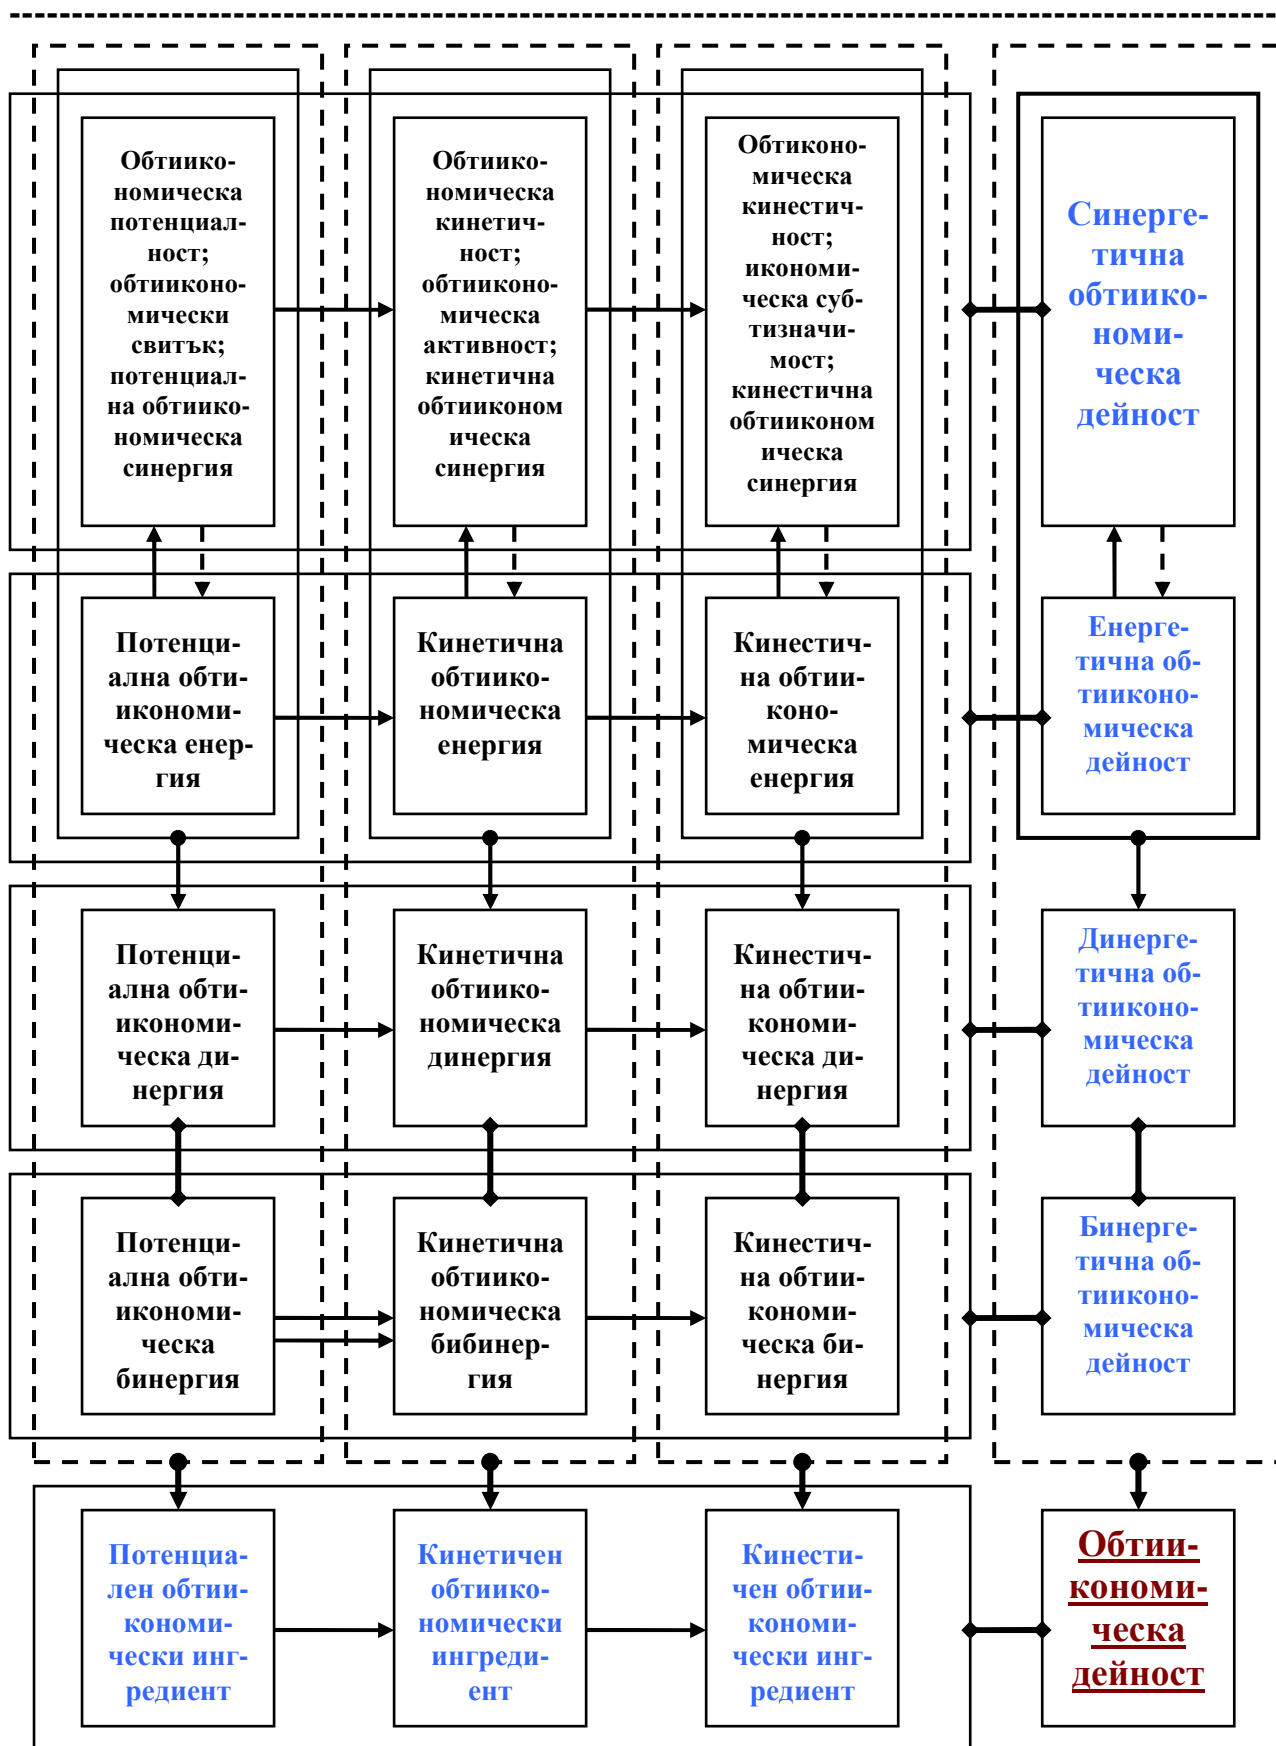 Обтиико-
номическа
потенциал-
ност;
обтииконо-
мически
свитък;
потенциал-
на обтиико-
номическа
синергия
Обтиико-
номическа
кинетич-
ност;
обтииконо-
мическа
активност;
кинетична
обтиионом
ическа
синергия
Обтиконо-
мическа
кинестич-
ност;
икономи-
ческа суб-
тизначи-
мост;
кинестична
обтиионом
ическа
синергия
Синерге-
тична
обтиико-
номи-
ческа
дейност
Потенци-
ална обти-
икономи-
ческа енер-
гия
Кинетична
обтиико-
номическа
енергия
Кинестич-
на обтии-
коно-
мическа
енергия
Енерге-
тична об-
тииконо-
мическа
дейност
Потенци-
ална обти-
икономи-
ческа ди-
нергия
Кинетична
обтиико-
номическа
динергия
Кинестич-
на обтии-
кономи-
ческа ди-
нергия
Динерге-
тична об-
тииконо-
мическа
дейност
Потенци-
ална обти-
икономи-
ческа
бинергия
Кинетична
обтиико-
номическа
бибинер-
гия
Кинестич-
на обтии-
кономи-
ческа би-
нергия
Бинерге-
тична об-
тииконо-
мическа
дейност
Потенциа-
лен обтии-
кономи-
чески инг-
редиент
Кинетичен
обтиико-
номически
ингреди-
ент
Кинести-
чен обтии-
кономи-
чески инг-
редиент
Обтии-
кономи-
ческа
дейност